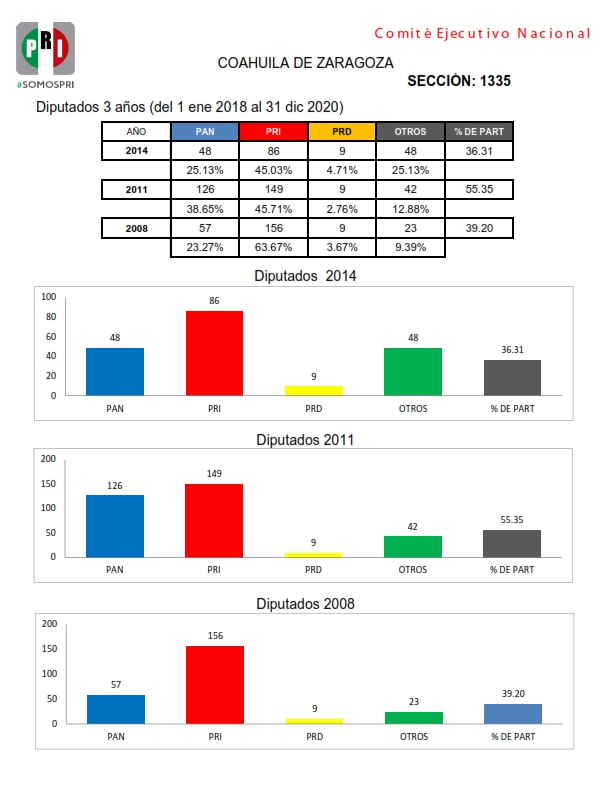 Comité Ejecutivo Nacional
PRI
#SOMOSPRI
COAHUILA DE ZARAGOZA
SECCIÓN: 1335
Diputados 3 años (del 1 ene 2018 al 31 dic 2020)
AÑO PAN PRI PRD OTROS % DE PART
2014 48 86 9 48 36.31
25.13% 45.03% 4.71% 25.13%
2011 126 149 9 42 55.35
38.65% 45.71% 2.76% 12.88%
2008 57 156 9 23 39.20
23.27% 63.67% 3.67% 9.39%
Diputados 2014
100
80
60
40
20
0
48 86 9 48 36.31
PAN PRI PRD OTROS % DE PART
Diputados 2011
200
150
100
50
0
126 149 9 42 55.35
PAN PRI PRD OTROS % DE PART
Diputados 2008
200
150
100
50
0
57 156 9 23 39.20
PAN PRI PRD OTROS % DE PART